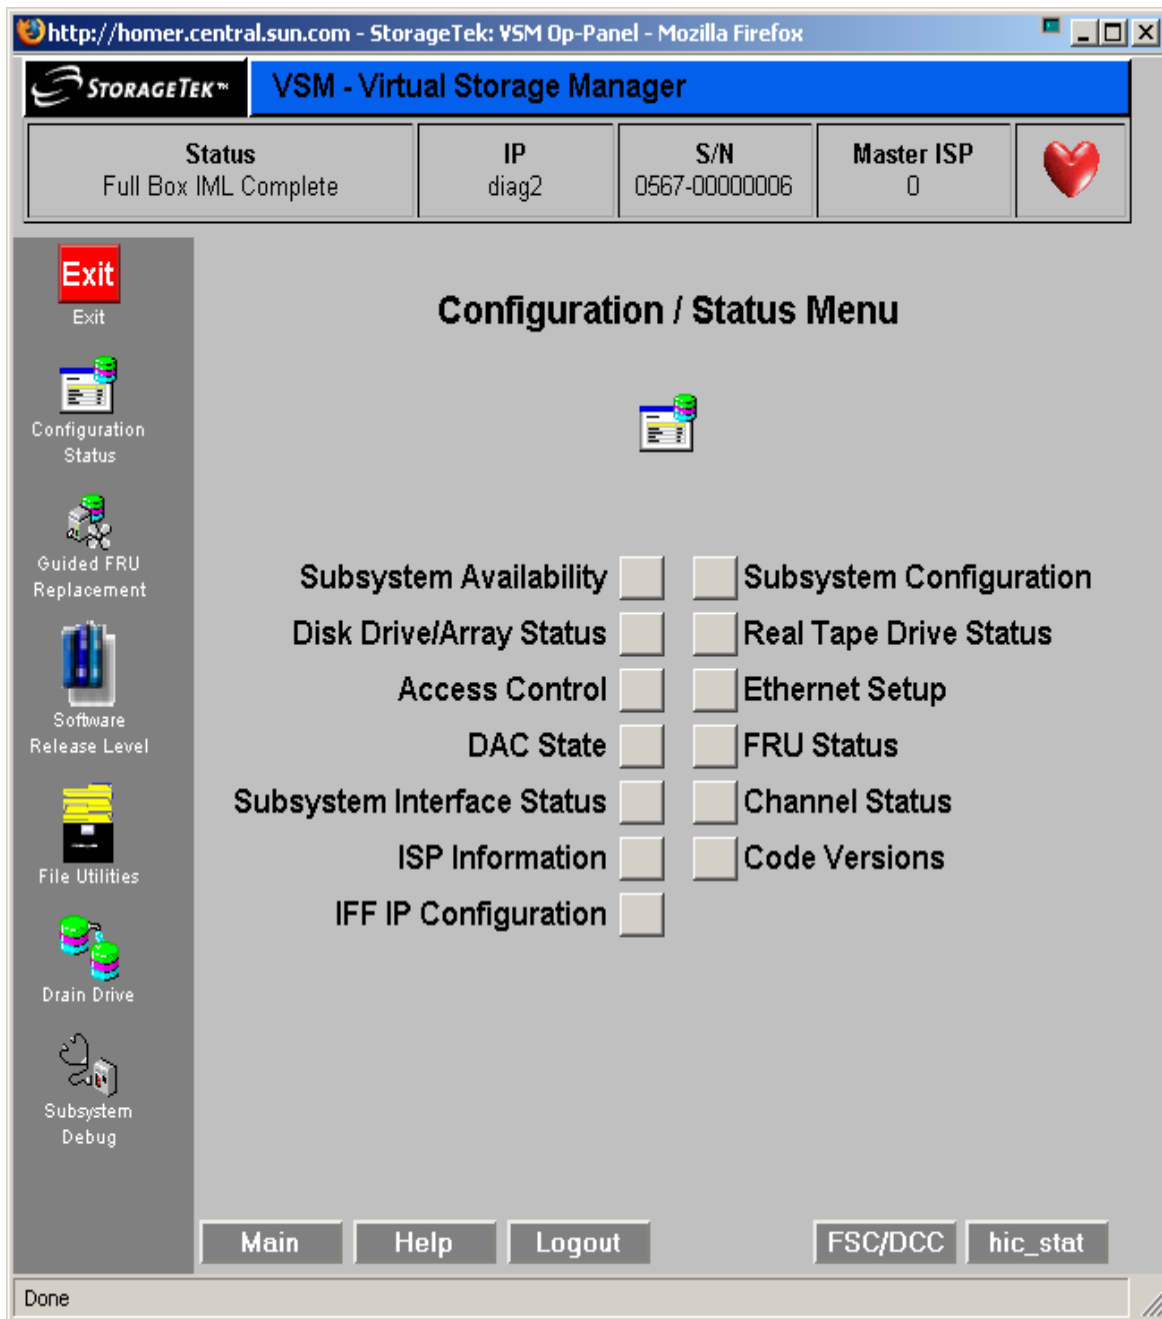 http://homer.central.sun.com - StorageTek: VSM Op-Panel - Mozilla Firefox
STORAGETEK™
VSM - Virtual Storage Manager
Status
Full Box IML Complete
IP
diag2
S/N
0567-00000006
Master ISP
0
Exit
Exit
Configuration
Status
Guided FRU
Replacement
Software
Release Level
File Utilities
Drain Drive
Subsystem
Debug
Configuration / Status Menu
Subsystem Availability
Subsystem Configuration
Disk Drive/Array Status
Real Tape Drive Status
Access Control
Ethernet Setup
DAC State
FRU Status
Subsystem Interface Status
Channel Status
ISP Information
Code Versions
IFF IP Configuration
Main
Help
Logout
FSC/DCC
hic_stat
Done